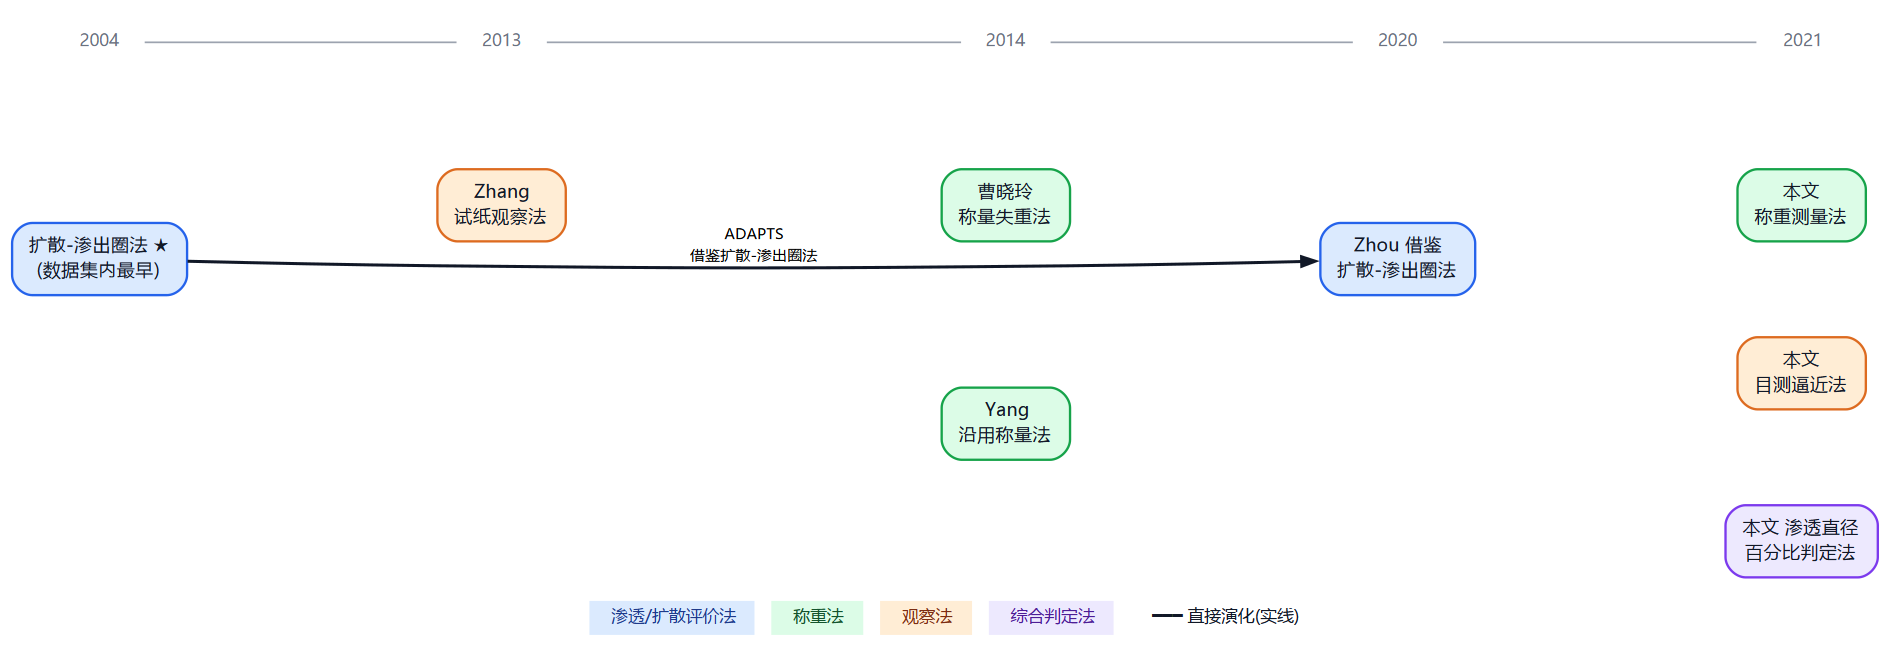 2004
2013
2014
2020
2021
扩散-渗出圈法 ★
(数据集内最早)
Zhang
试纸观察法
ADAPTS
借鉴扩散-渗出圈法
曹晓玲
称量失重法
Yang
沿用称量法
Zhou 借鉴
扩散-渗出圈法
本文
称重测量法
本文
目测逼近法
本文 渗透直径
百分比判定法
渗透/扩散评价法
称重法
观察法
综合判定法
直接演化(实线)